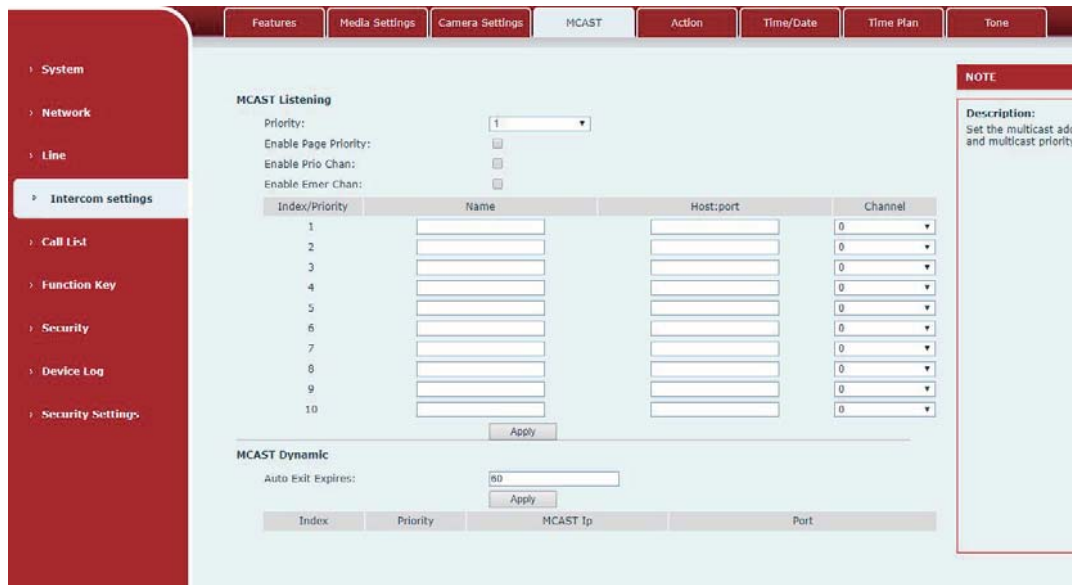 Features Media Settings Camera Settings MCAST Action Time/Date Time Plan Tone
› System
› Network
› Line
› Intercom settings
› Call List
› Function Key
› Security
› Device Log
› Security Settings
MCAST Listening
Priority: 1
Enable Page Priority:
Enable Prio Chan:
Enable Emer Chan:
Index/Priority Name Host:port Channel
1 0
2 0
3 0
4 0
5 0
6 0
7 0
8 0
9 0
10 0
Apply
MCAST Dynamic
Auto Exit Expires: 60
Apply
Index Priority MCAST Ip Port
NOTE
Description:
Set the multicast add
and multicast priority